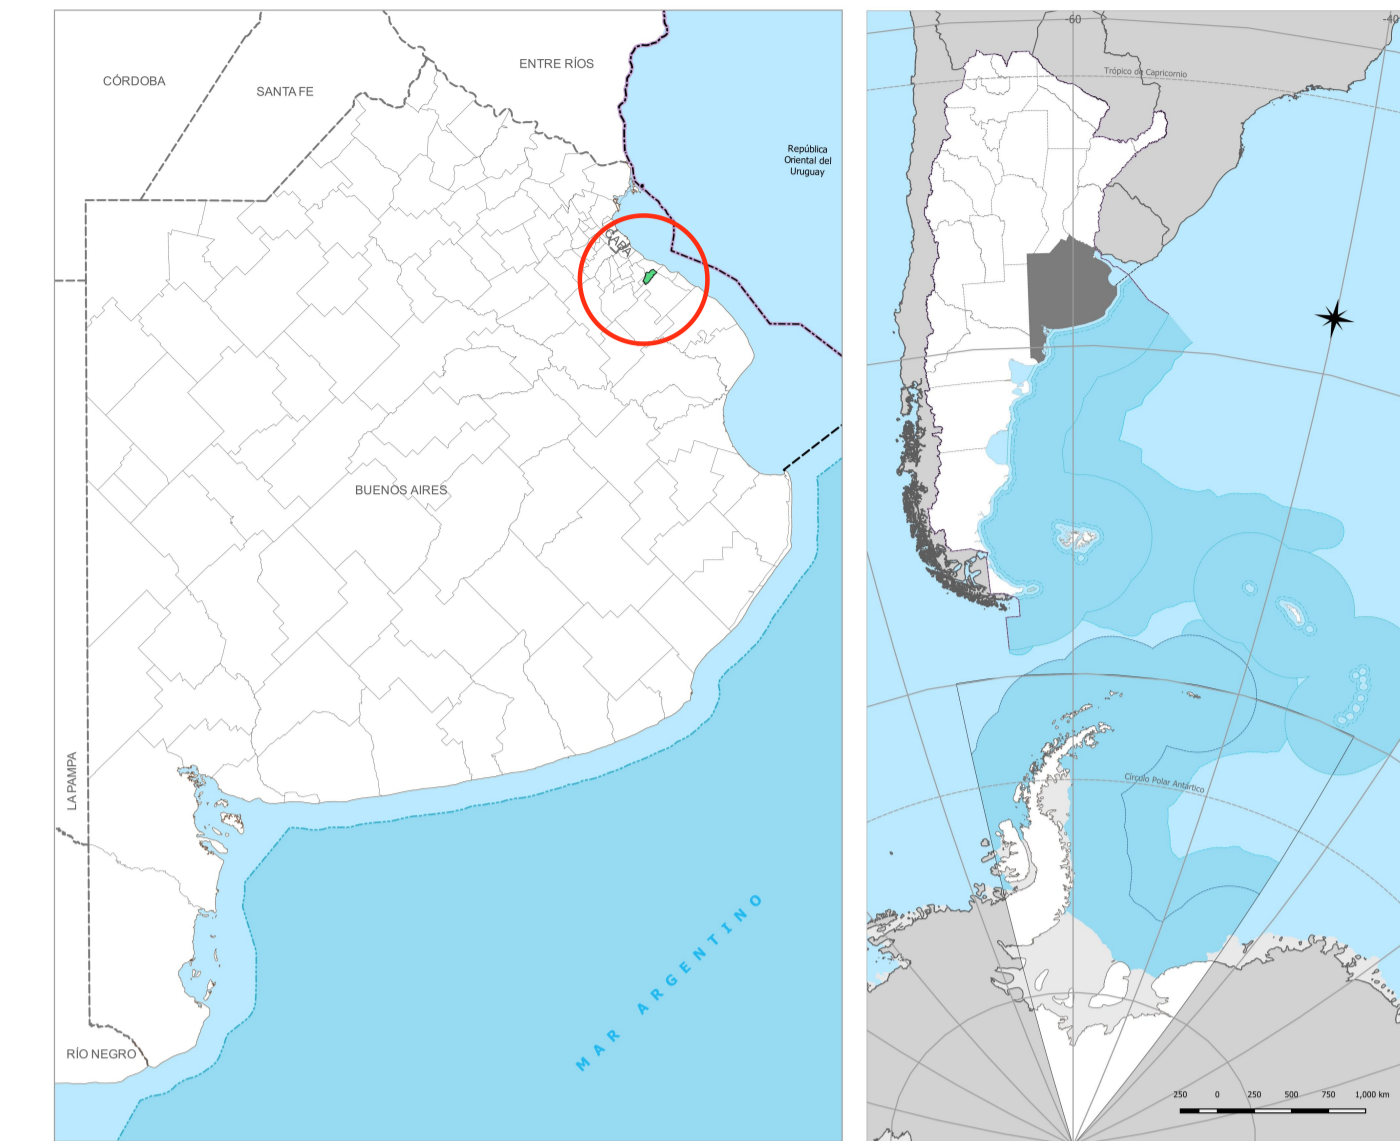 CÓRDOBA
SANTA FE
ENTRE RÍOS
República
Oriental del
Uruguay
CABA
BUENOS AIRES
LA PAMPA
RÍO NEGRO
MAR ARGENTINO
-60
-40
Trópico de Capricornio
Círculo Polar Antártico
250 0 250 500 750 1,000 km